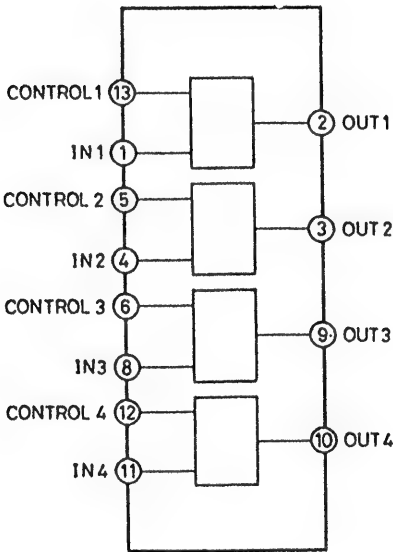 CONTROL 1 13
2 OUT 1
IN 1 1
CONTROL 2 5
3 OUT 2
IN 2 4
CONTROL 3 6
9 OUT 3
IN 3 8
CONTROL 4 12
10 OUT 4
IN 4 11